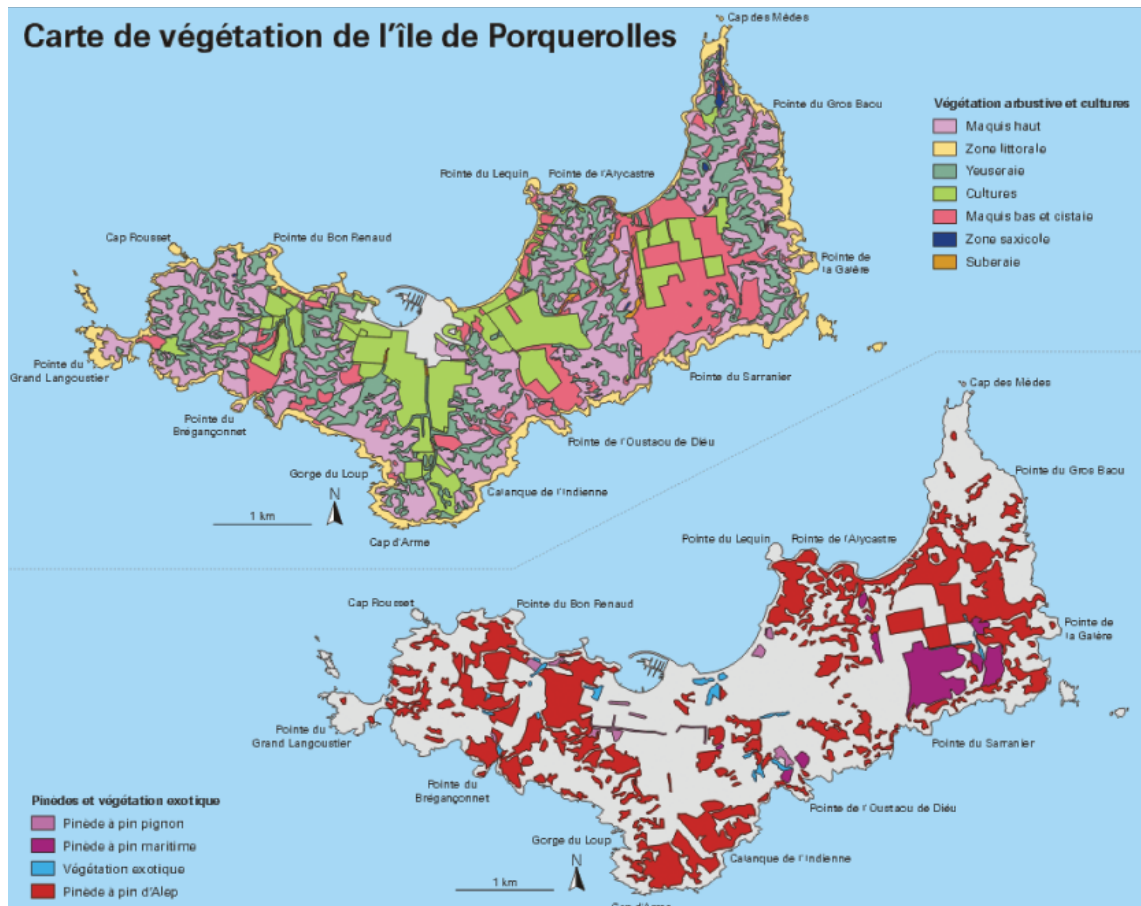 Carte de végétation de l'île de Porquerolles
Cap des Mèdes
Pointe du Gros Baou
Végétation arbustive et cultures
Maquis haut
Zone littorale
Yeuseraie
Cultures
Maquis bas et cistaie
Zone saxicole
Suberaie
Pointe du Lequin
Pointe de l'Alycastre
Cap Rousset
Pointe du Bon Renaud
Pointe de
la Galère
Pointe du
Grand Langoustier
Pointe du Sarranier
Pointe du
Brégançonnet
Pointe de l'Oustaou de Diéu
Gorge du Loup
Calanque de l'Indienne
N
1 km
Cap d'Arme
Cap des Mèdes
Pointe du Gros Baou
Pointe du Lequin
Pointe de l'Alycastre
Cap Rousset
Pointe du Bon Renaud
Pointe de
la Galère
Pointe du
Grand Langoustier
Pointe du Sarranier
Pointe du
Brégançonnet
Pointe de l'Oustaou de Diéu
Gorge du Loup
Calanque de l'Indienne
N
1 km
Cap d'Arme
Pinèdes et végétation exotique
Pinède à pin pignon
Pinède à pin maritime
Végétation exotique
Pinède à pin d'Alep